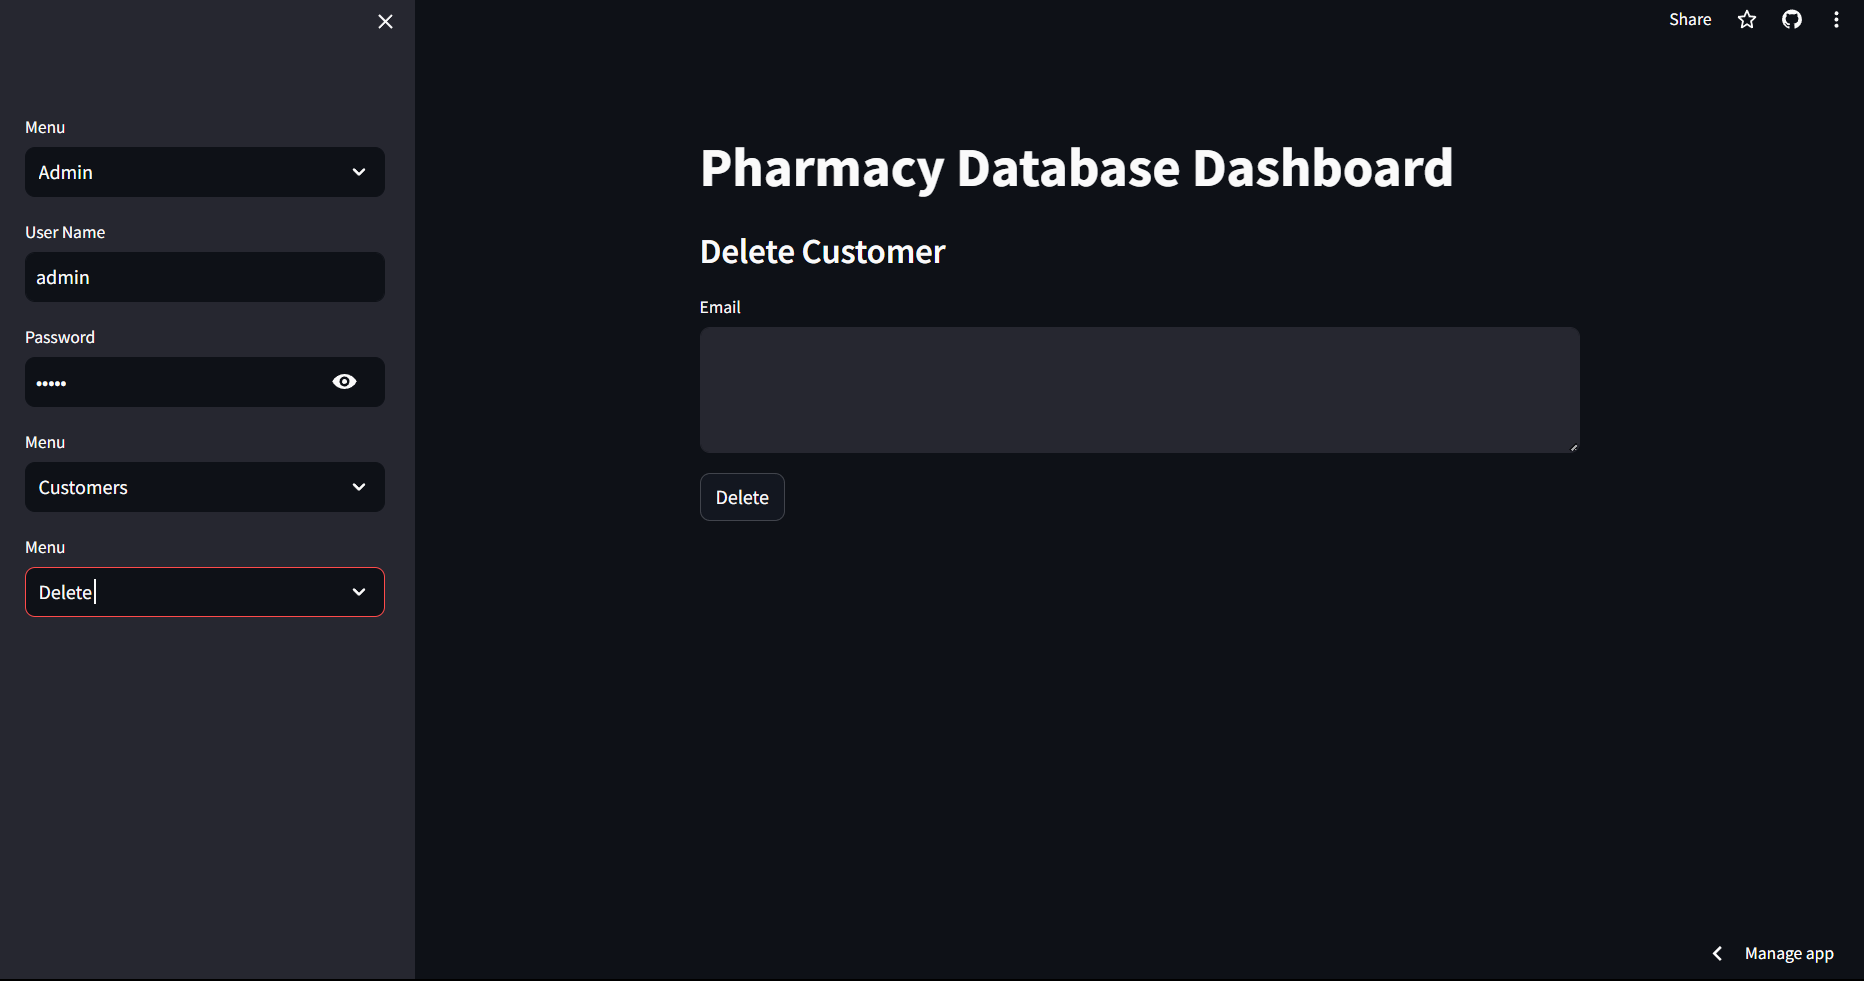 Menu
Admin
User Name
admin
Password
•••••
Menu
Customers
Menu
Delete
Share
Pharmacy Database Dashboard
Delete Customer
Email
Delete
Manage app